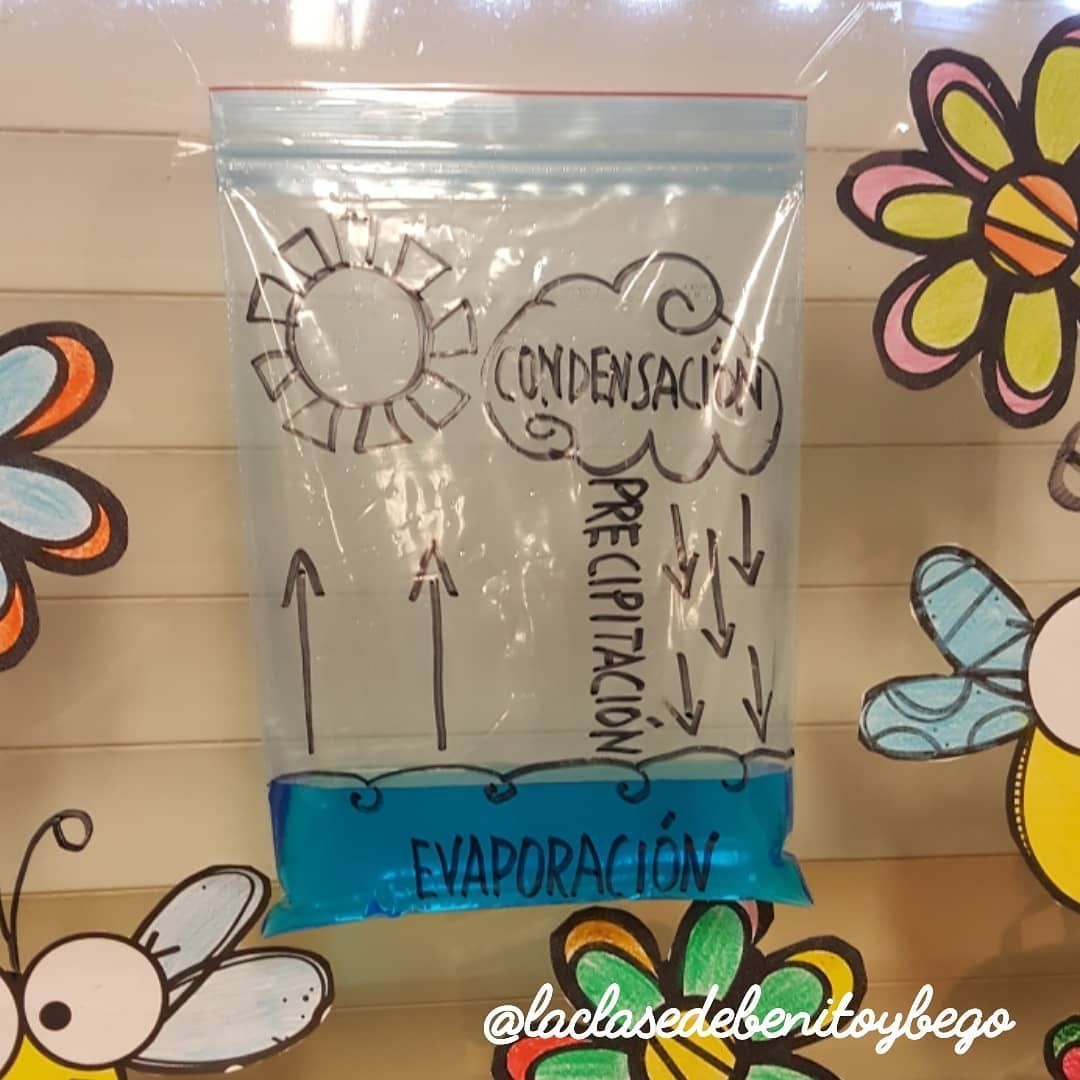 CONDENSACIÓN
PRECIPITACIÓN
EVAPORACIÓN
@laclasedebenitoybego